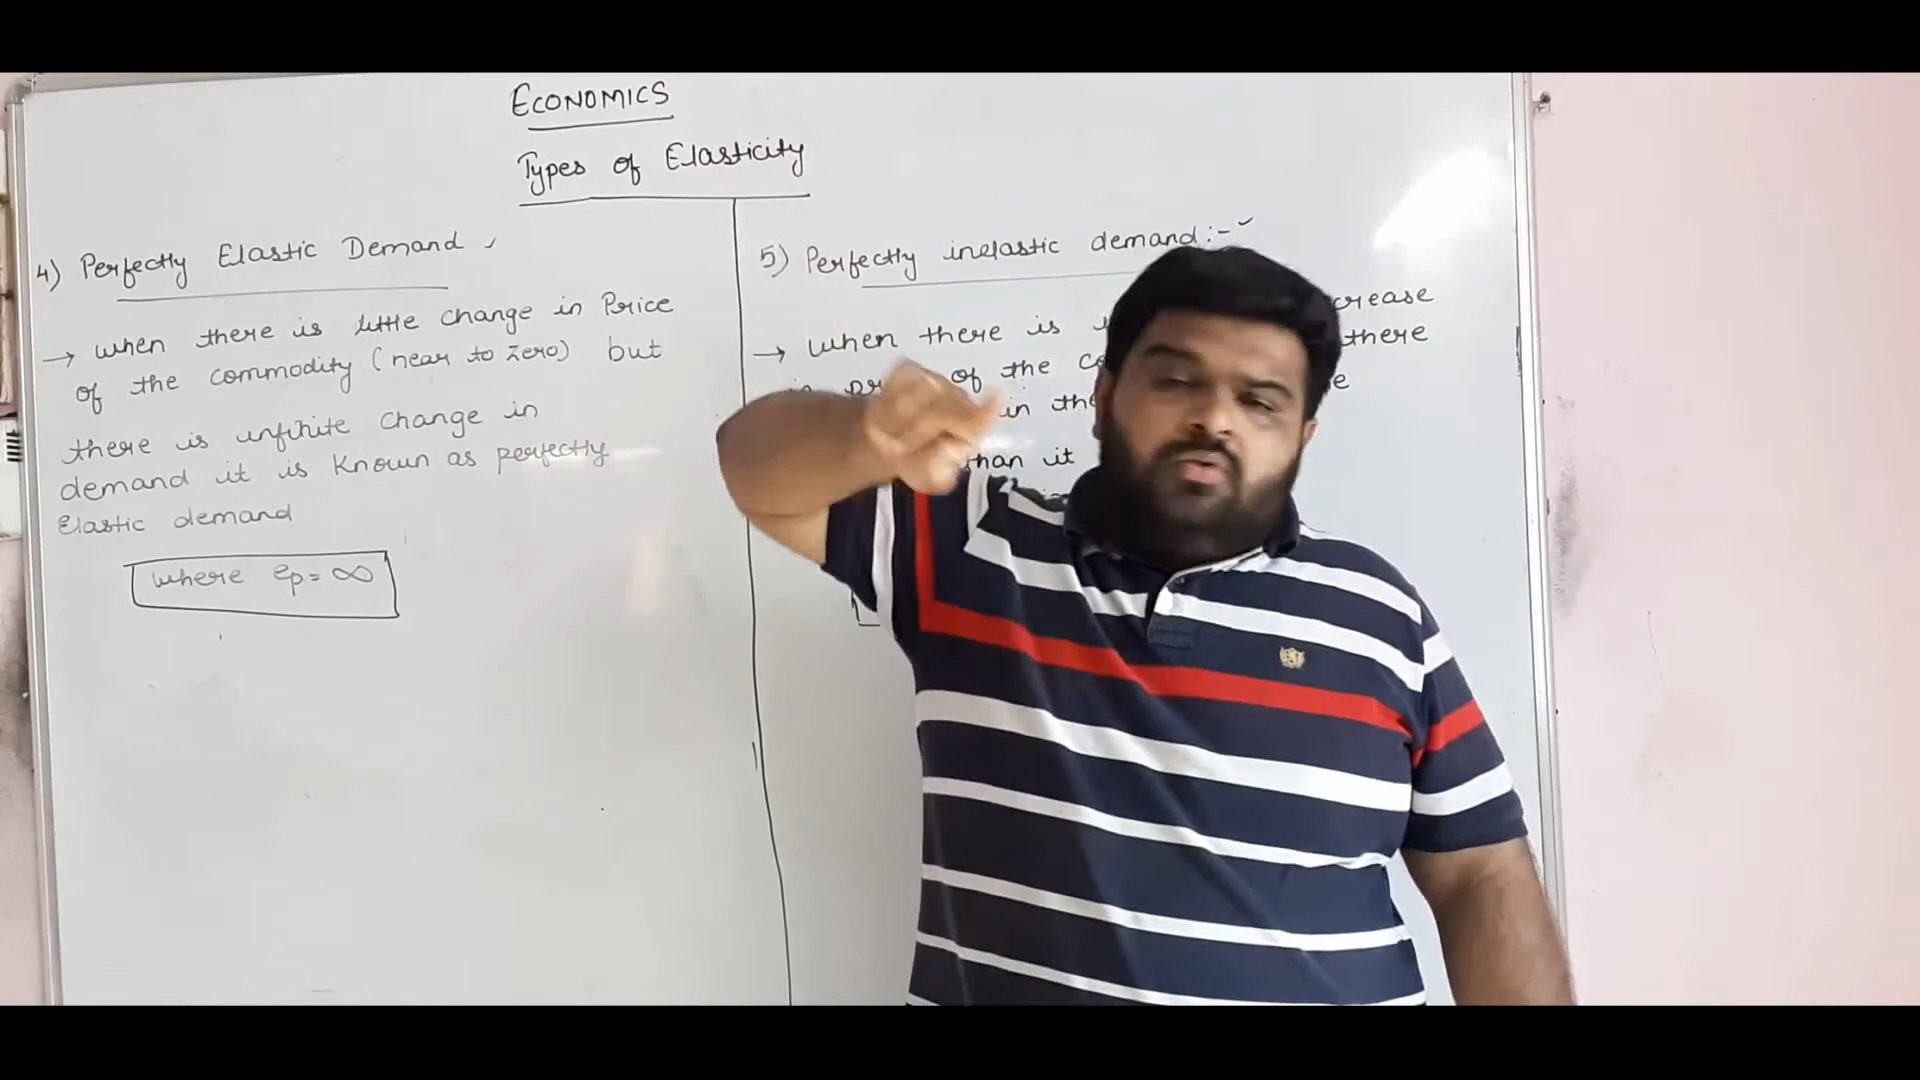 ECONOMICS
Types of Elasticity
4) Perfectly Elastic Demand
→ when there is little change in Price
of the commodity (near to zero) but
there is unfihite change in
demand it is known as perfectly
Elastic demand
where ep = ∞
5) Perfectly inelastic demand:-
→ when there is crease
in of the there
in the
than it